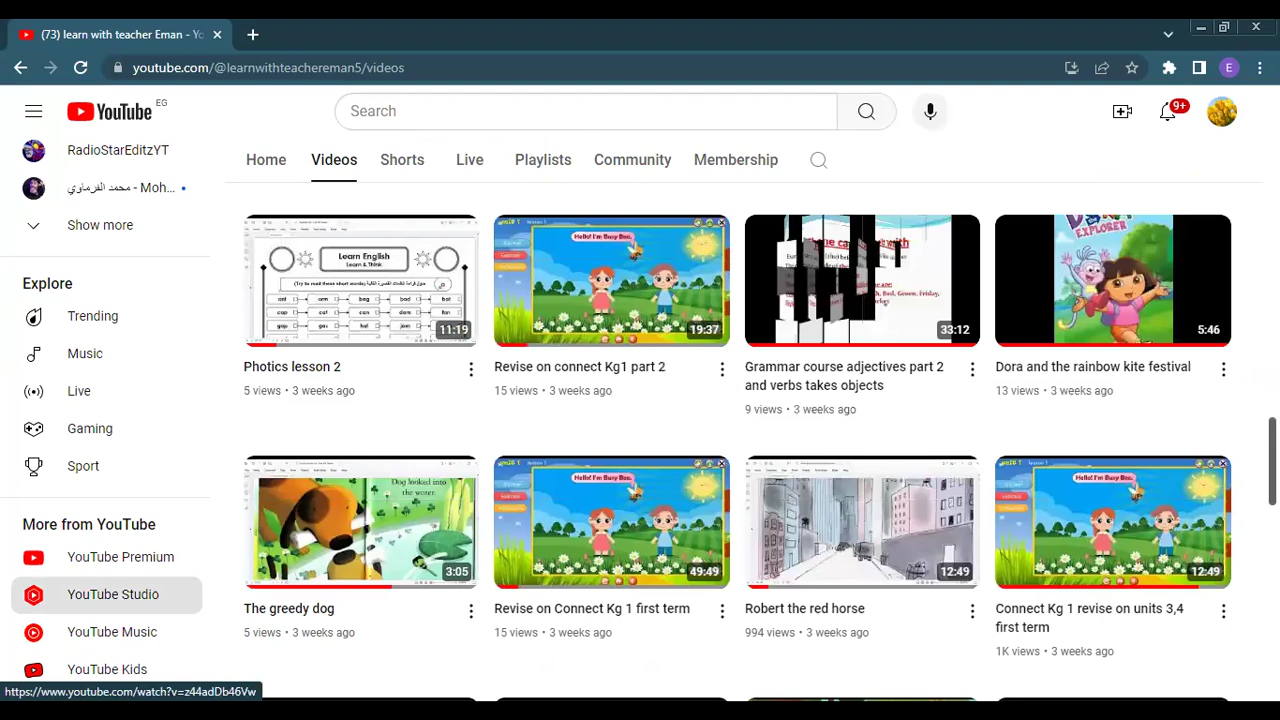 (73) learn with teacher Eman - Yo
youtube.com/@learnwithteachereman5/videos
E
YouTube EG
Search
9+
RadioStarEditzYT
محمد الفرماوي - Moh...
Show more
Explore
Trending
Music
Live
Gaming
Sport
More from YouTube
YouTube Premium
YouTube Studio
YouTube Music
YouTube Kids
https://www.youtube.com/watch?v=z44adDb46Vw
Home Videos Shorts Live Playlists Community Membership
Learn English
Learn & Think
11:19
Hello! I'm Busy Bee.
19:37
33:12
EXPLORER
5:46
Photics lesson 2
5 views • 3 weeks ago
Revise on connect Kg1 part 2
15 views • 3 weeks ago
Grammar course adjectives part 2
and verbs takes objects
9 views • 3 weeks ago
Dora and the rainbow kite festival
13 views • 3 weeks ago
Dog looked into
the water.
3:05
Hello! I'm Busy Bee.
49:49
12:49
Hello! I'm Busy Bee.
12:49
The greedy dog
5 views • 3 weeks ago
Revise on Connect Kg 1 first term
15 views • 3 weeks ago
Robert the red horse
994 views • 3 weeks ago
Connect Kg 1 revise on units 3,4
first term
1K views • 3 weeks ago